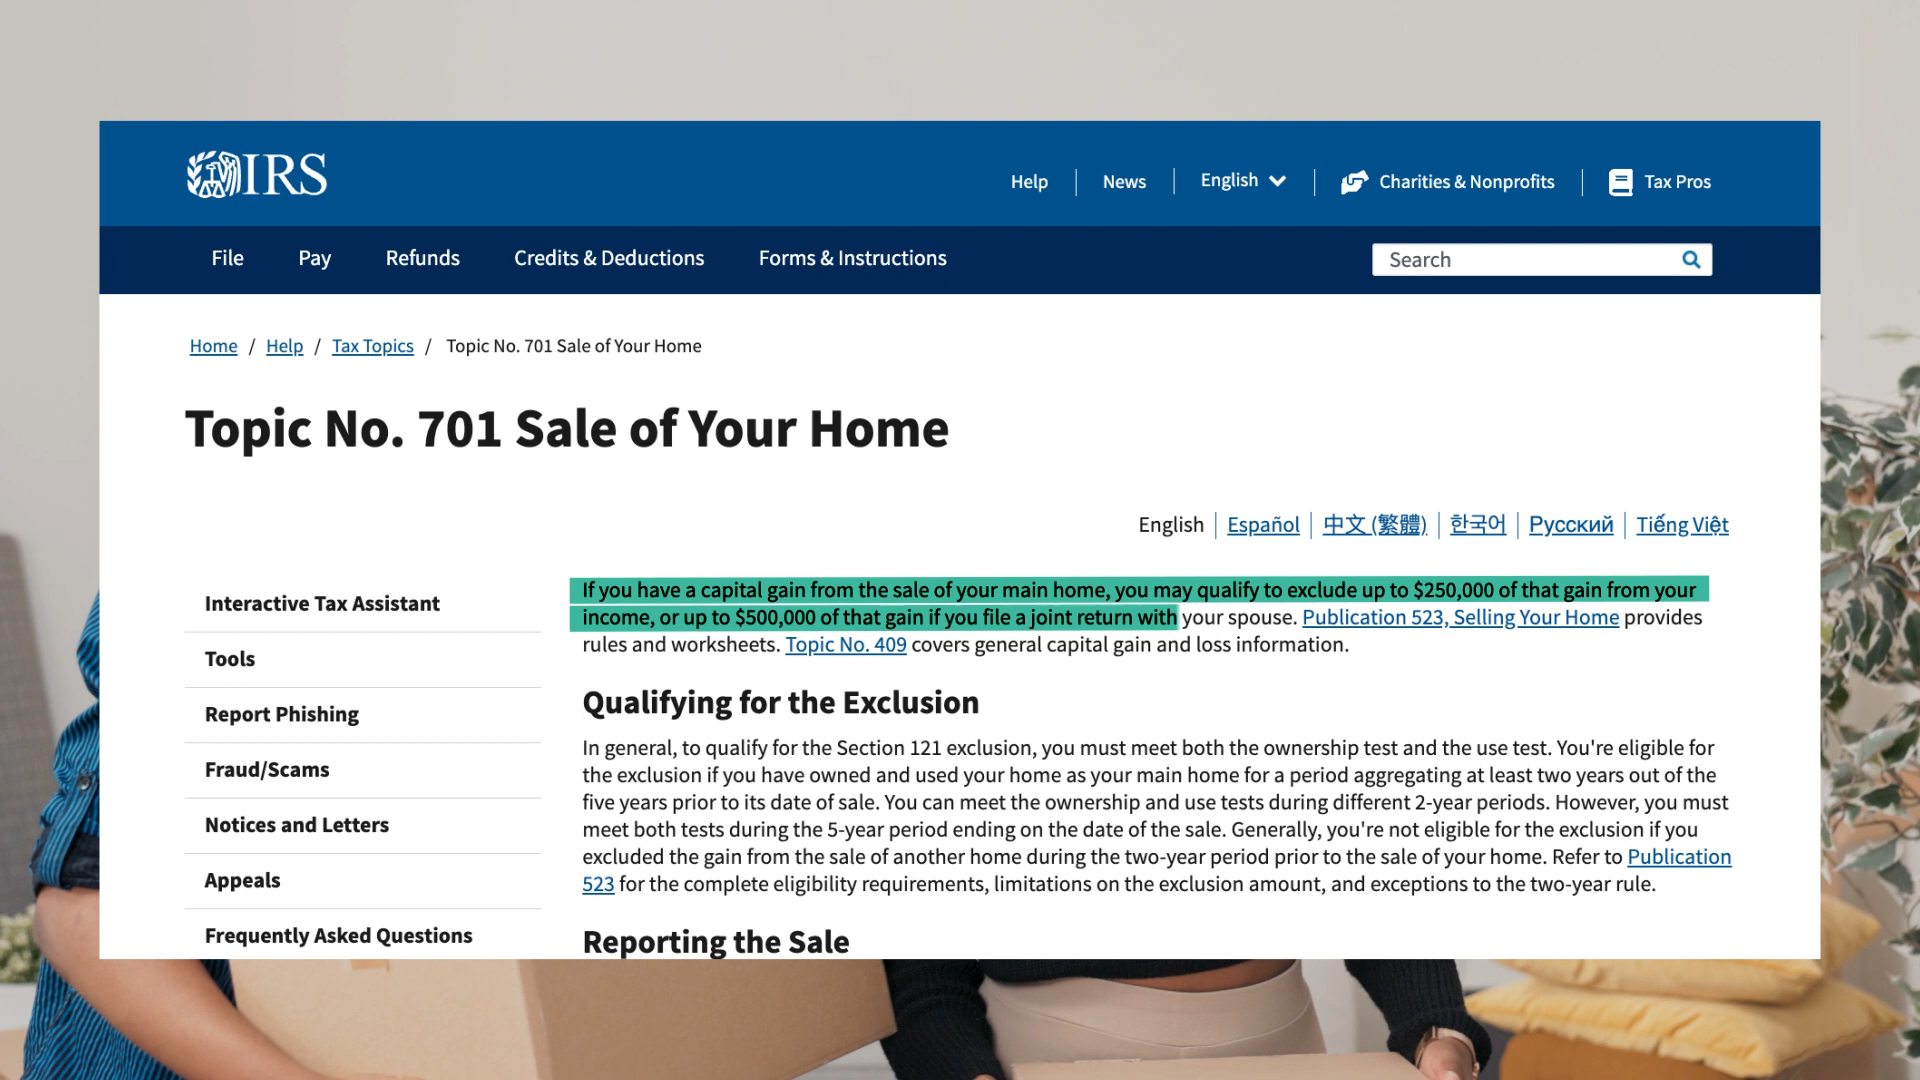 IRS
Help
News
English
Charities & Nonprofits
Tax Pros
File
Pay
Refunds
Credits & Deductions
Forms & Instructions
Search
Home / Help / Tax Topics / Topic No. 701 Sale of Your Home
Topic No. 701 Sale of Your Home
English | Español | 中文 (繁體) | 한국어 | Русский | Tiếng Việt
Interactive Tax Assistant
Tools
Report Phishing
Fraud/Scams
Notices and Letters
Appeals
Frequently Asked Questions
If you have a capital gain from the sale of your main home, you may qualify to exclude up to $250,000 of that gain from your
income, or up to $500,000 of that gain if you file a joint return with your spouse. Publication 523, Selling Your Home provides
rules and worksheets. Topic No. 409 covers general capital gain and loss information.
Qualifying for the Exclusion
In general, to qualify for the Section 121 exclusion, you must meet both the ownership test and the use test. You're eligible for
the exclusion if you have owned and used your home as your main home for a period aggregating at least two years out of the
five years prior to its date of sale. You can meet the ownership and use tests during different 2-year periods. However, you must
meet both tests during the 5-year period ending on the date of the sale. Generally, you're not eligible for the exclusion if you
excluded the gain from the sale of another home during the two-year period prior to the sale of your home. Refer to Publication
523 for the complete eligibility requirements, limitations on the exclusion amount, and exceptions to the two-year rule.
Reporting the Sale